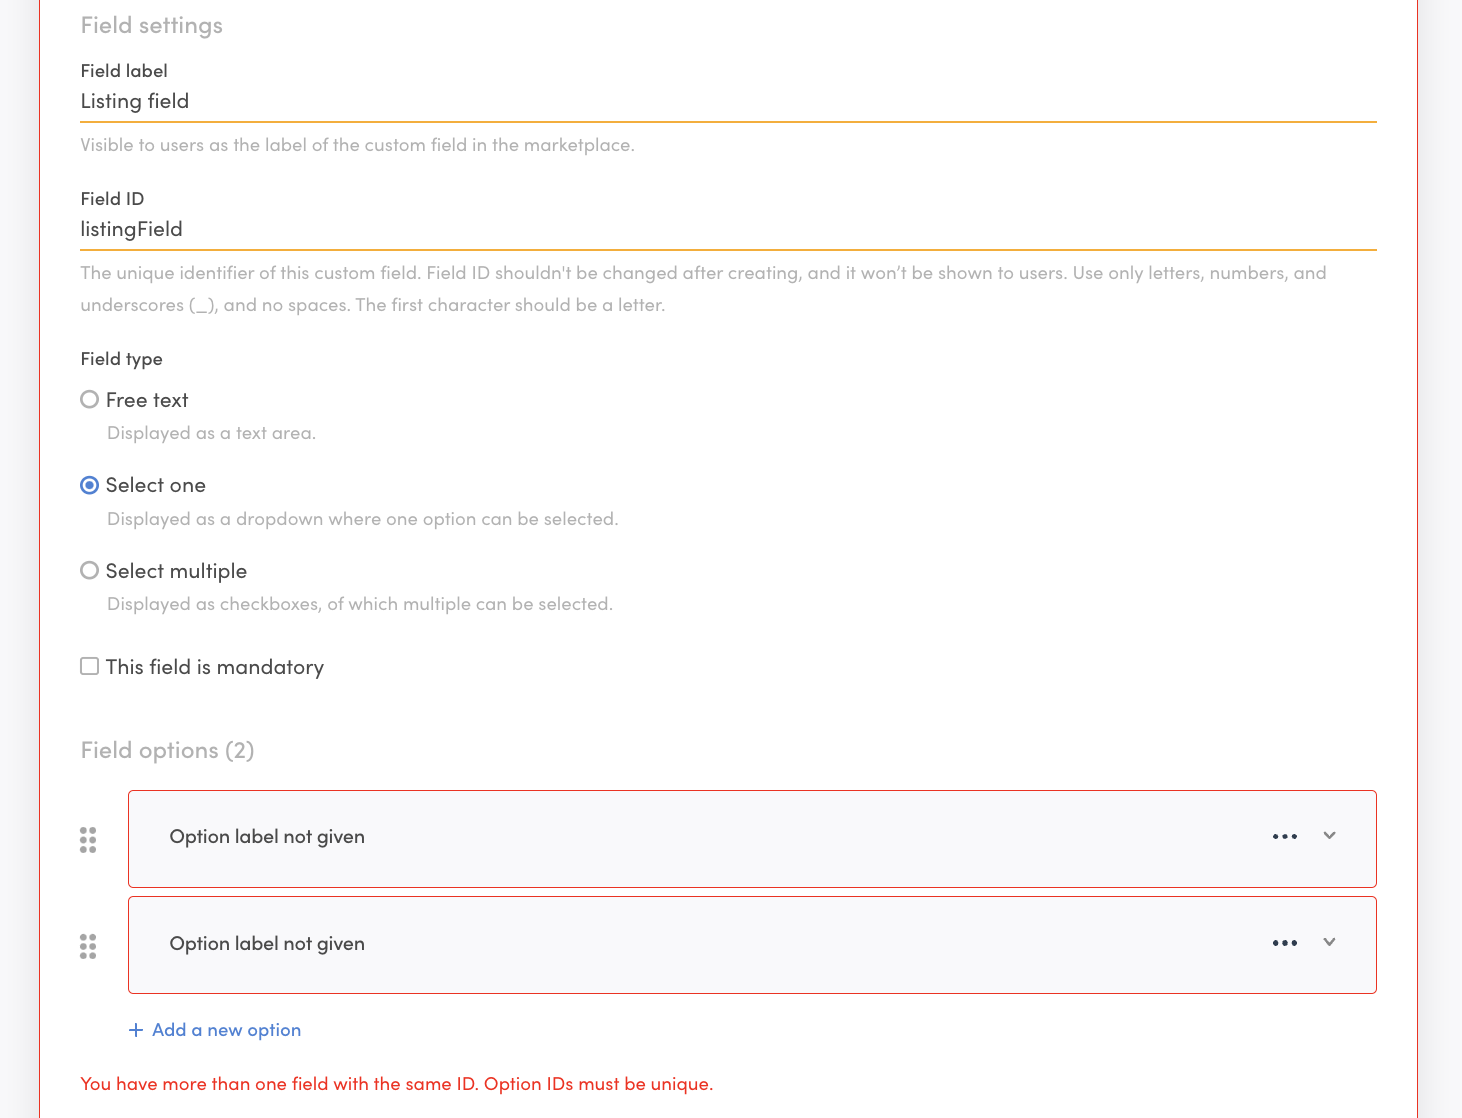 Field settings
Field label
Listing field
Visible to users as the label of the custom field in the marketplace.
Field ID
listingField
The unique identifier of this custom field. Field ID shouldn't be changed after creating, and it won’t be shown to users. Use only letters, numbers, and
underscores (_), and no spaces. The first character should be a letter.
Field type
Free text
Displayed as a text area.
Select one
Displayed as a dropdown where one option can be selected.
Select multiple
Displayed as checkboxes, of which multiple can be selected.
This field is mandatory
Field options (2)
Option label not given
Option label not given
+ Add a new option
You have more than one field with the same ID. Option IDs must be unique.